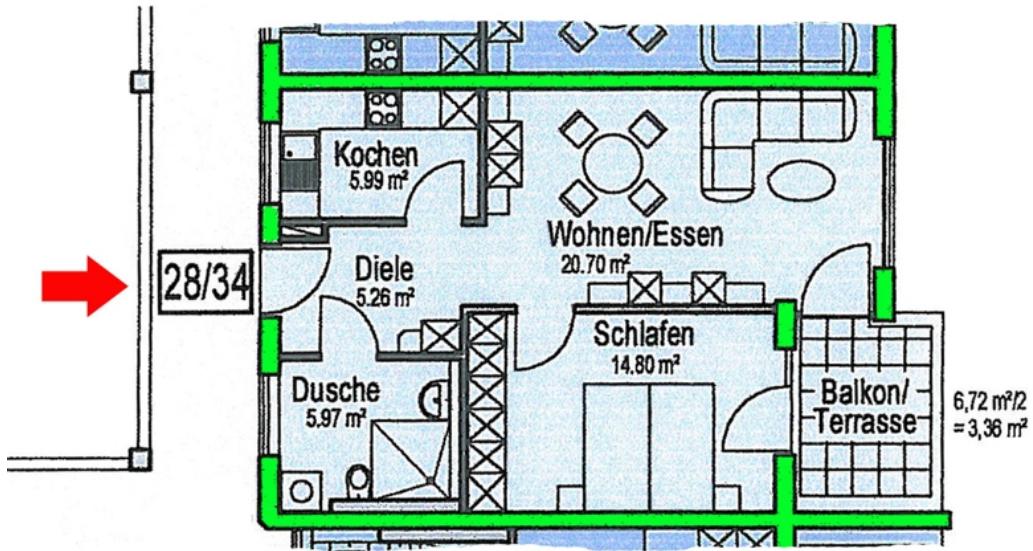 Kochen
5.99 m²
Wohnen/Essen
20.70 m²
28/34
Diele
5.26 m²
Schlafen
14.80 m²
Dusche
5.97 m²
Balkon/
Terrasse
6,72 m²/2
= 3,36 m²